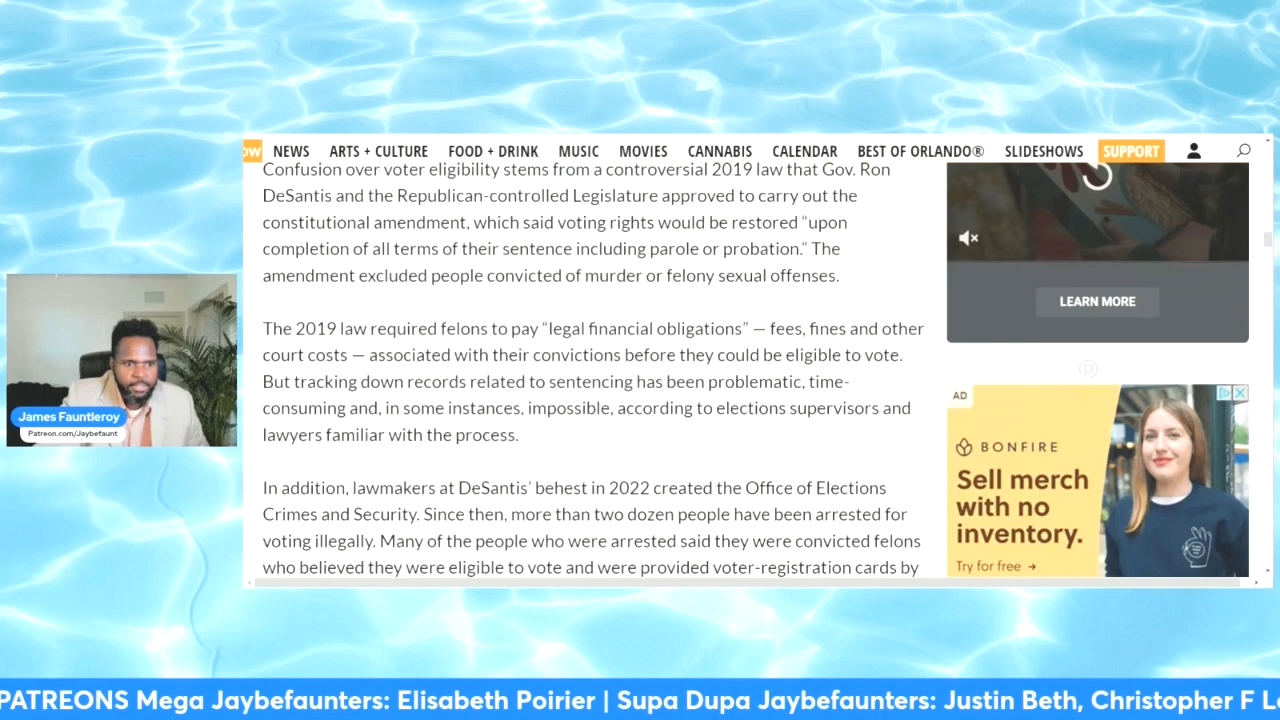 OW NEWS ARTS + CULTURE FOOD + DRINK MUSIC MOVIES CANNABIS CALENDAR BEST OF ORLANDO® SLIDESHOWS SUPPORT
Confusion over voter eligibility stems from a controversial 2019 law that Gov. Ron
DeSantis and the Republican-controlled Legislature approved to carry out the
constitutional amendment, which said voting rights would be restored “upon
completion of all terms of their sentence including parole or probation.” The
amendment excluded people convicted of murder or felony sexual offenses.
The 2019 law required felons to pay “legal financial obligations” — fees, fines and other
court costs — associated with their convictions before they could be eligible to vote.
But tracking down records related to sentencing has been problematic, time-
consuming and, in some instances, impossible, according to elections supervisors and
lawyers familiar with the process.
In addition, lawmakers at DeSantis’ behest in 2022 created the Office of Elections
Crimes and Security. Since then, more than two dozen people have been arrested for
voting illegally. Many of the people who were arrested said they were convicted felons
who believed they were eligible to vote and were provided voter-registration cards by
LEARN MORE
AD
BONFIRE
Sell merch
with no
inventory.
Try for free →
James Fauntleroy
Patreon.com/Jaybefaunt
PATREONS Mega Jaybefaunters: Elisabeth Poirier | Supa Dupa Jaybefaunters: Justin Beth, Christopher F